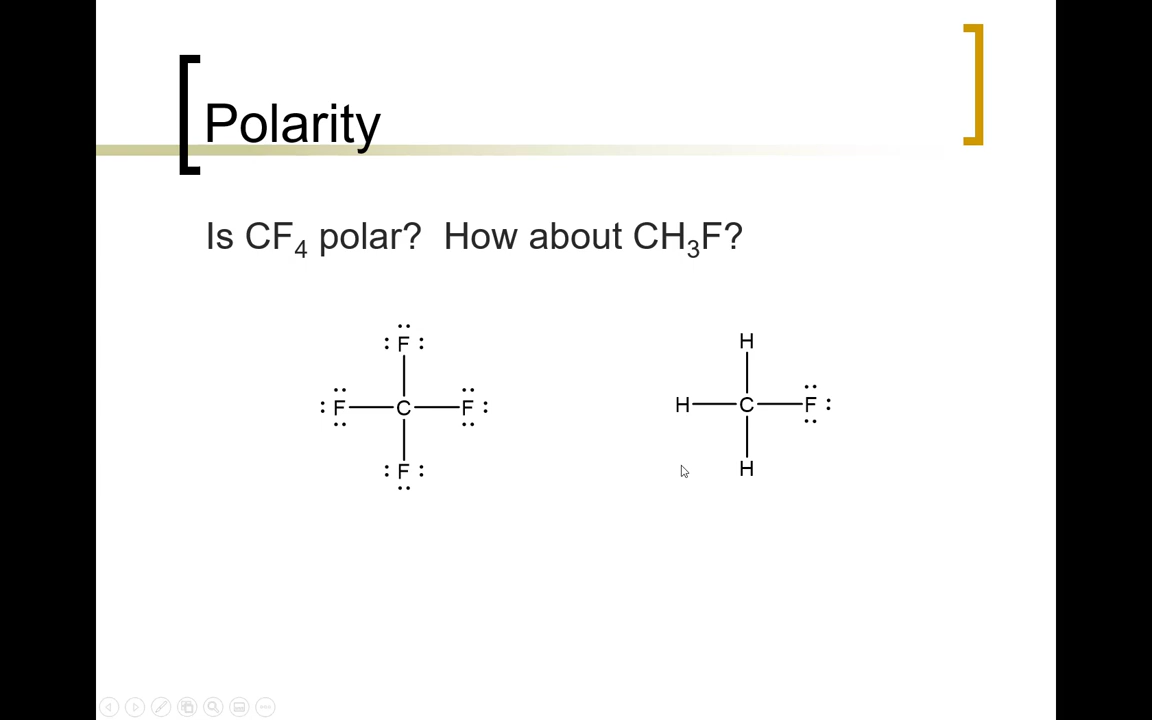 Polarity
Is CF₄ polar? How about CH₃F?
F
F C F
F
H
H C F
H